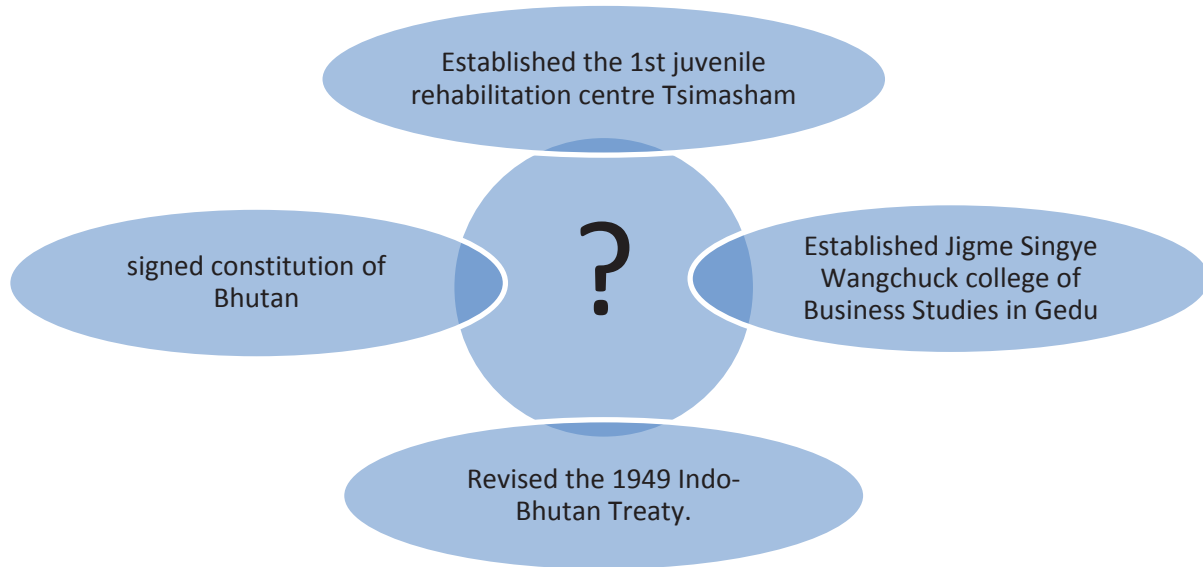 Established the 1st juvenile
rehabilitation centre Tsimasham
signed constitution of
Bhutan
?
Established Jigme Singye
Wangchuck college of
Business Studies in Gedu
Revised the 1949 Indo-
Bhutan Treaty.